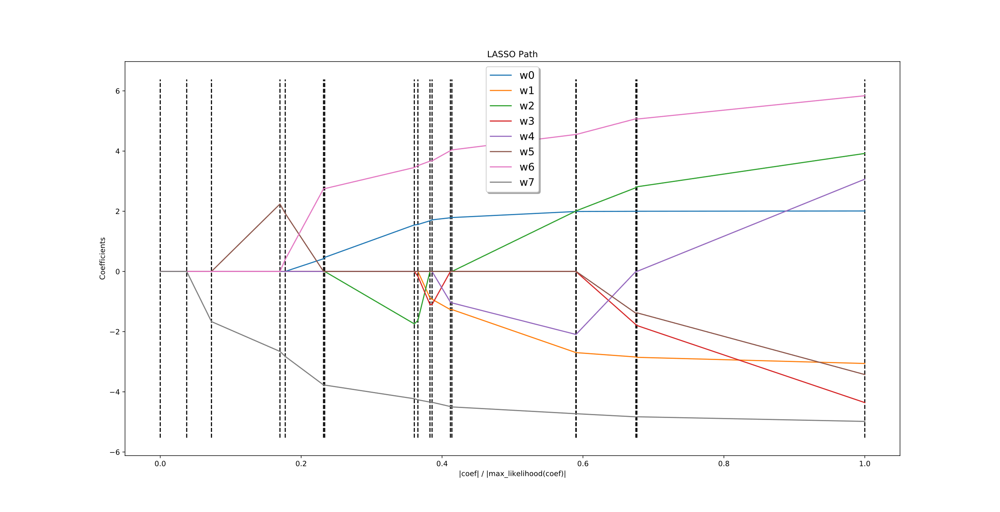 LASSO Path
w0
w1
w2
w3
w4
w5
w6
w7
6
4
2
0
−2
−4
−6
Coefficients
0.0 0.2 0.4 0.6 0.8 1.0
|coef| / |max_likelihood(coef)|